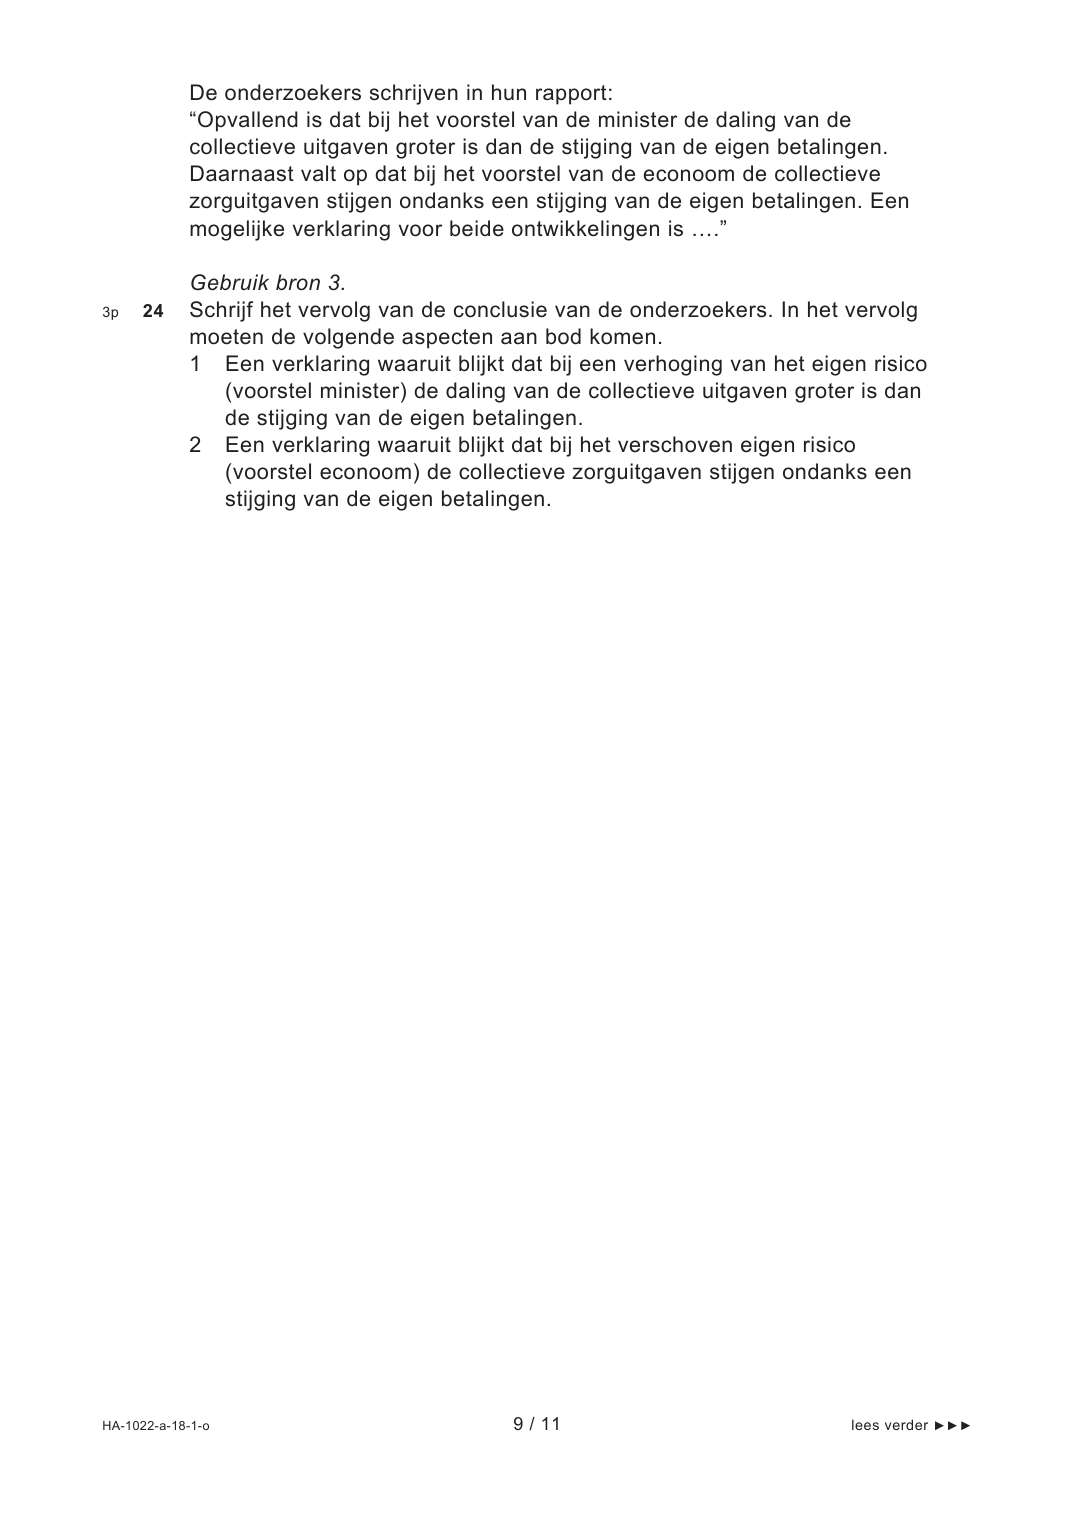 De onderzoekers schrijven in hun rapport:
“Opvallend is dat bij het voorstel van de minister de daling van de
collectieve uitgaven groter is dan de stijging van de eigen betalingen.
Daarnaast valt op dat bij het voorstel van de econoom de collectieve
zorguitgaven stijgen ondanks een stijging van de eigen betalingen. Een
mogelijke verklaring voor beide ontwikkelingen is ….”
Gebruik bron 3.
3p 24 Schrijf het vervolg van de conclusie van de onderzoekers. In het vervolg
moeten de volgende aspecten aan bod komen.
1 Een verklaring waaruit blijkt dat bij een verhoging van het eigen risico
(voorstel minister) de daling van de collectieve uitgaven groter is dan
de stijging van de eigen betalingen.
2 Een verklaring waaruit blijkt dat bij het verschoven eigen risico
(voorstel econoom) de collectieve zorguitgaven stijgen ondanks een
stijging van de eigen betalingen.
HA-1022-a-18-1-o 9 / 11 lees verder ►►►